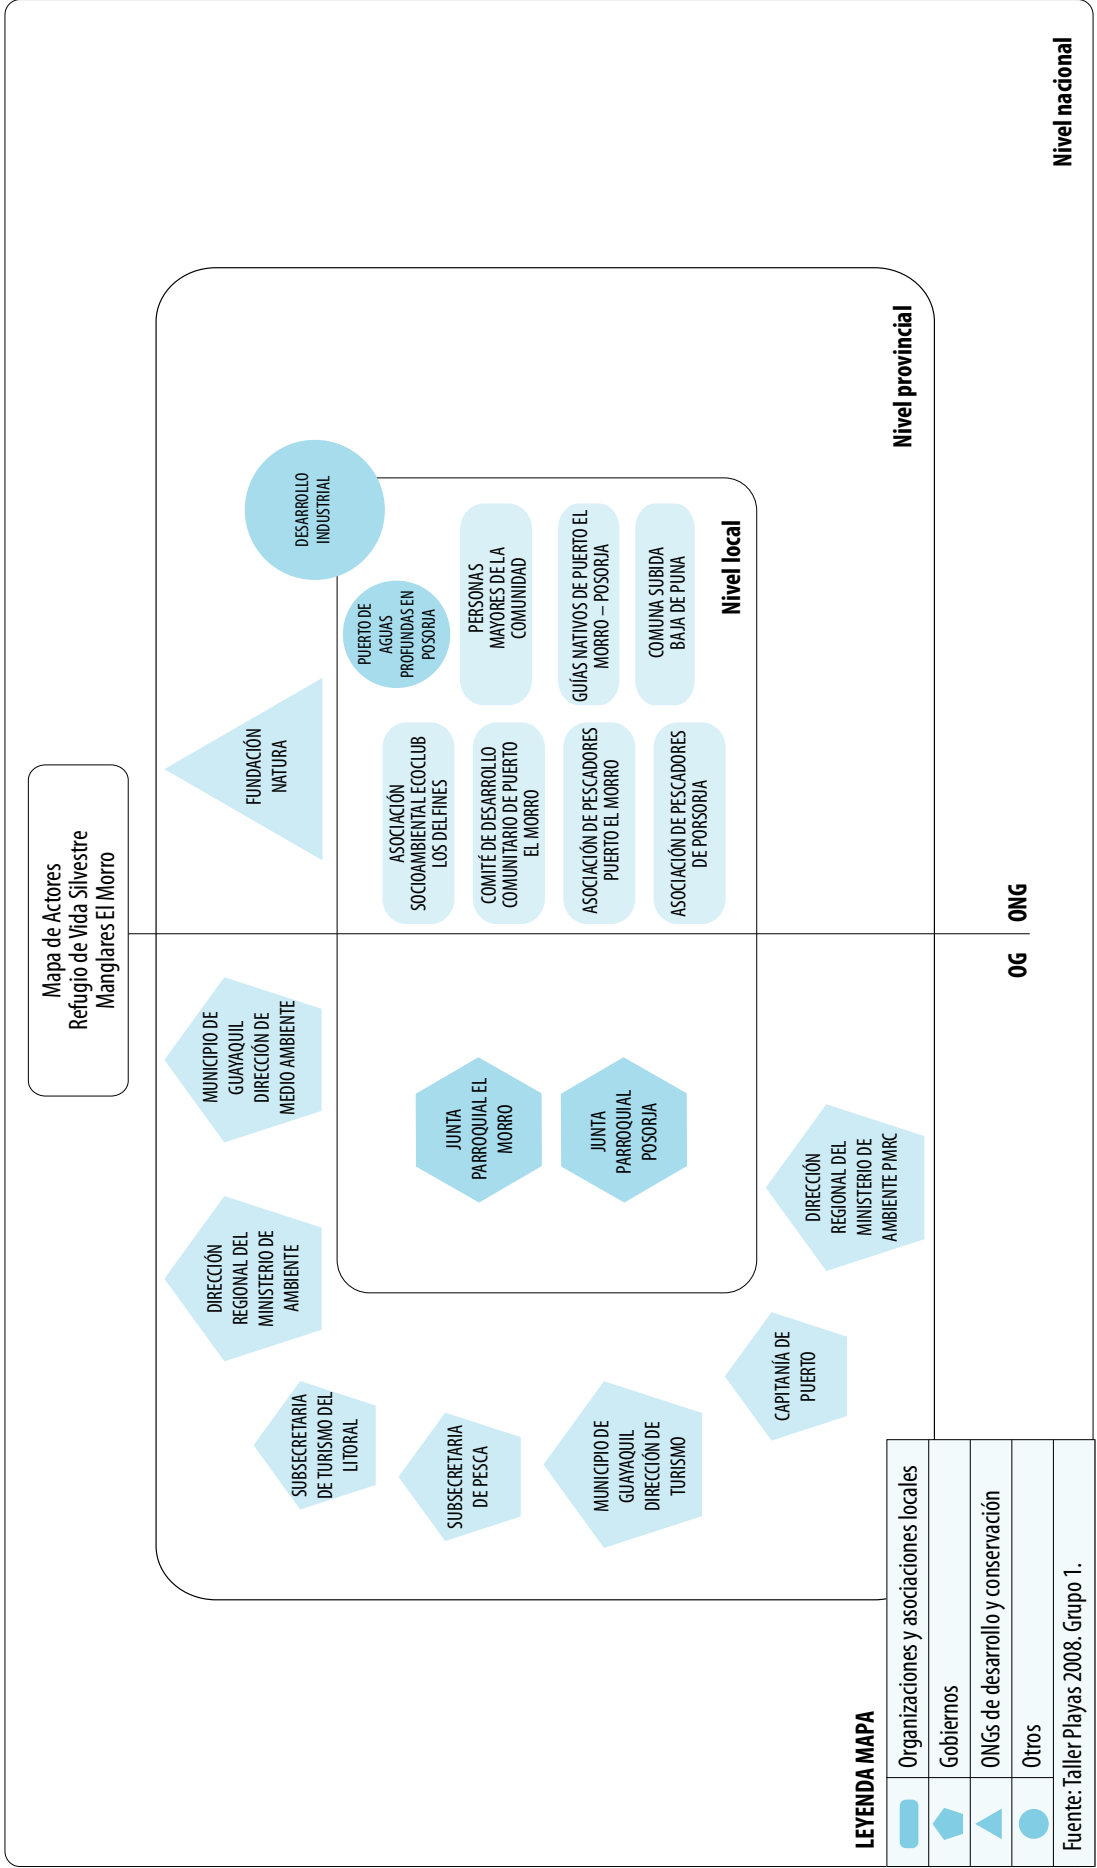 Mapa de Actores
Refugio de Vida Silvestre
Manglares El Morro
MUNICIPIO DE
GUAYAQUIL
DIRECCIÓN DE
MEDIO AMBIENTE
DIRECCIÓN
REGIONAL DEL
MINISTERIO DE
AMBIENTE
SUBSECRETARIA
DE TURISMO DEL
LITORAL
SUBSECRETARIA
DE PESCA
MUNICIPIO DE
GUAYAQUIL
DIRECCIÓN DE
TURISMO
CAPITANÍA DE
PUERTO
DIRECCIÓN
REGIONAL DEL
MINISTERIO DE
AMBIENTE PMRC
JUNTA
PARROQUIAL EL
MORRO
JUNTA
PARROQUIAL
POSORJA
FUNDACIÓN
NATURA
DESARROLLO
INDUSTRIAL
PUERTO DE
AGUAS
PROFUNDAS EN
POSORJA
ASOCIACIÓN
SOCIOAMBIENTAL ECOCLUB
LOS DELFINES
COMITÉ DE DESARROLLO
COMUNITARIO DE PUERTO
EL MORRO
ASOCIACIÓN DE PESCADORES
PUERTO EL MORRO
ASOCIACIÓN DE PESCADORES
DE PORSORJA
PERSONAS
MAYORES DE LA
COMUNIDAD
GUÍAS NATIVOS DE PUERTO EL
MORRO – POSORJA
COMUNA SUBIDA
BAJA DE PUNA
Nivel local
Nivel provincial
OG ONG
Nivel nacional
LEYENDA MAPA
Organizaciones y asociaciones locales
Gobiernos
ONGs de desarrollo y conservación
Otros
Fuente: Taller Playas 2008. Grupo 1.